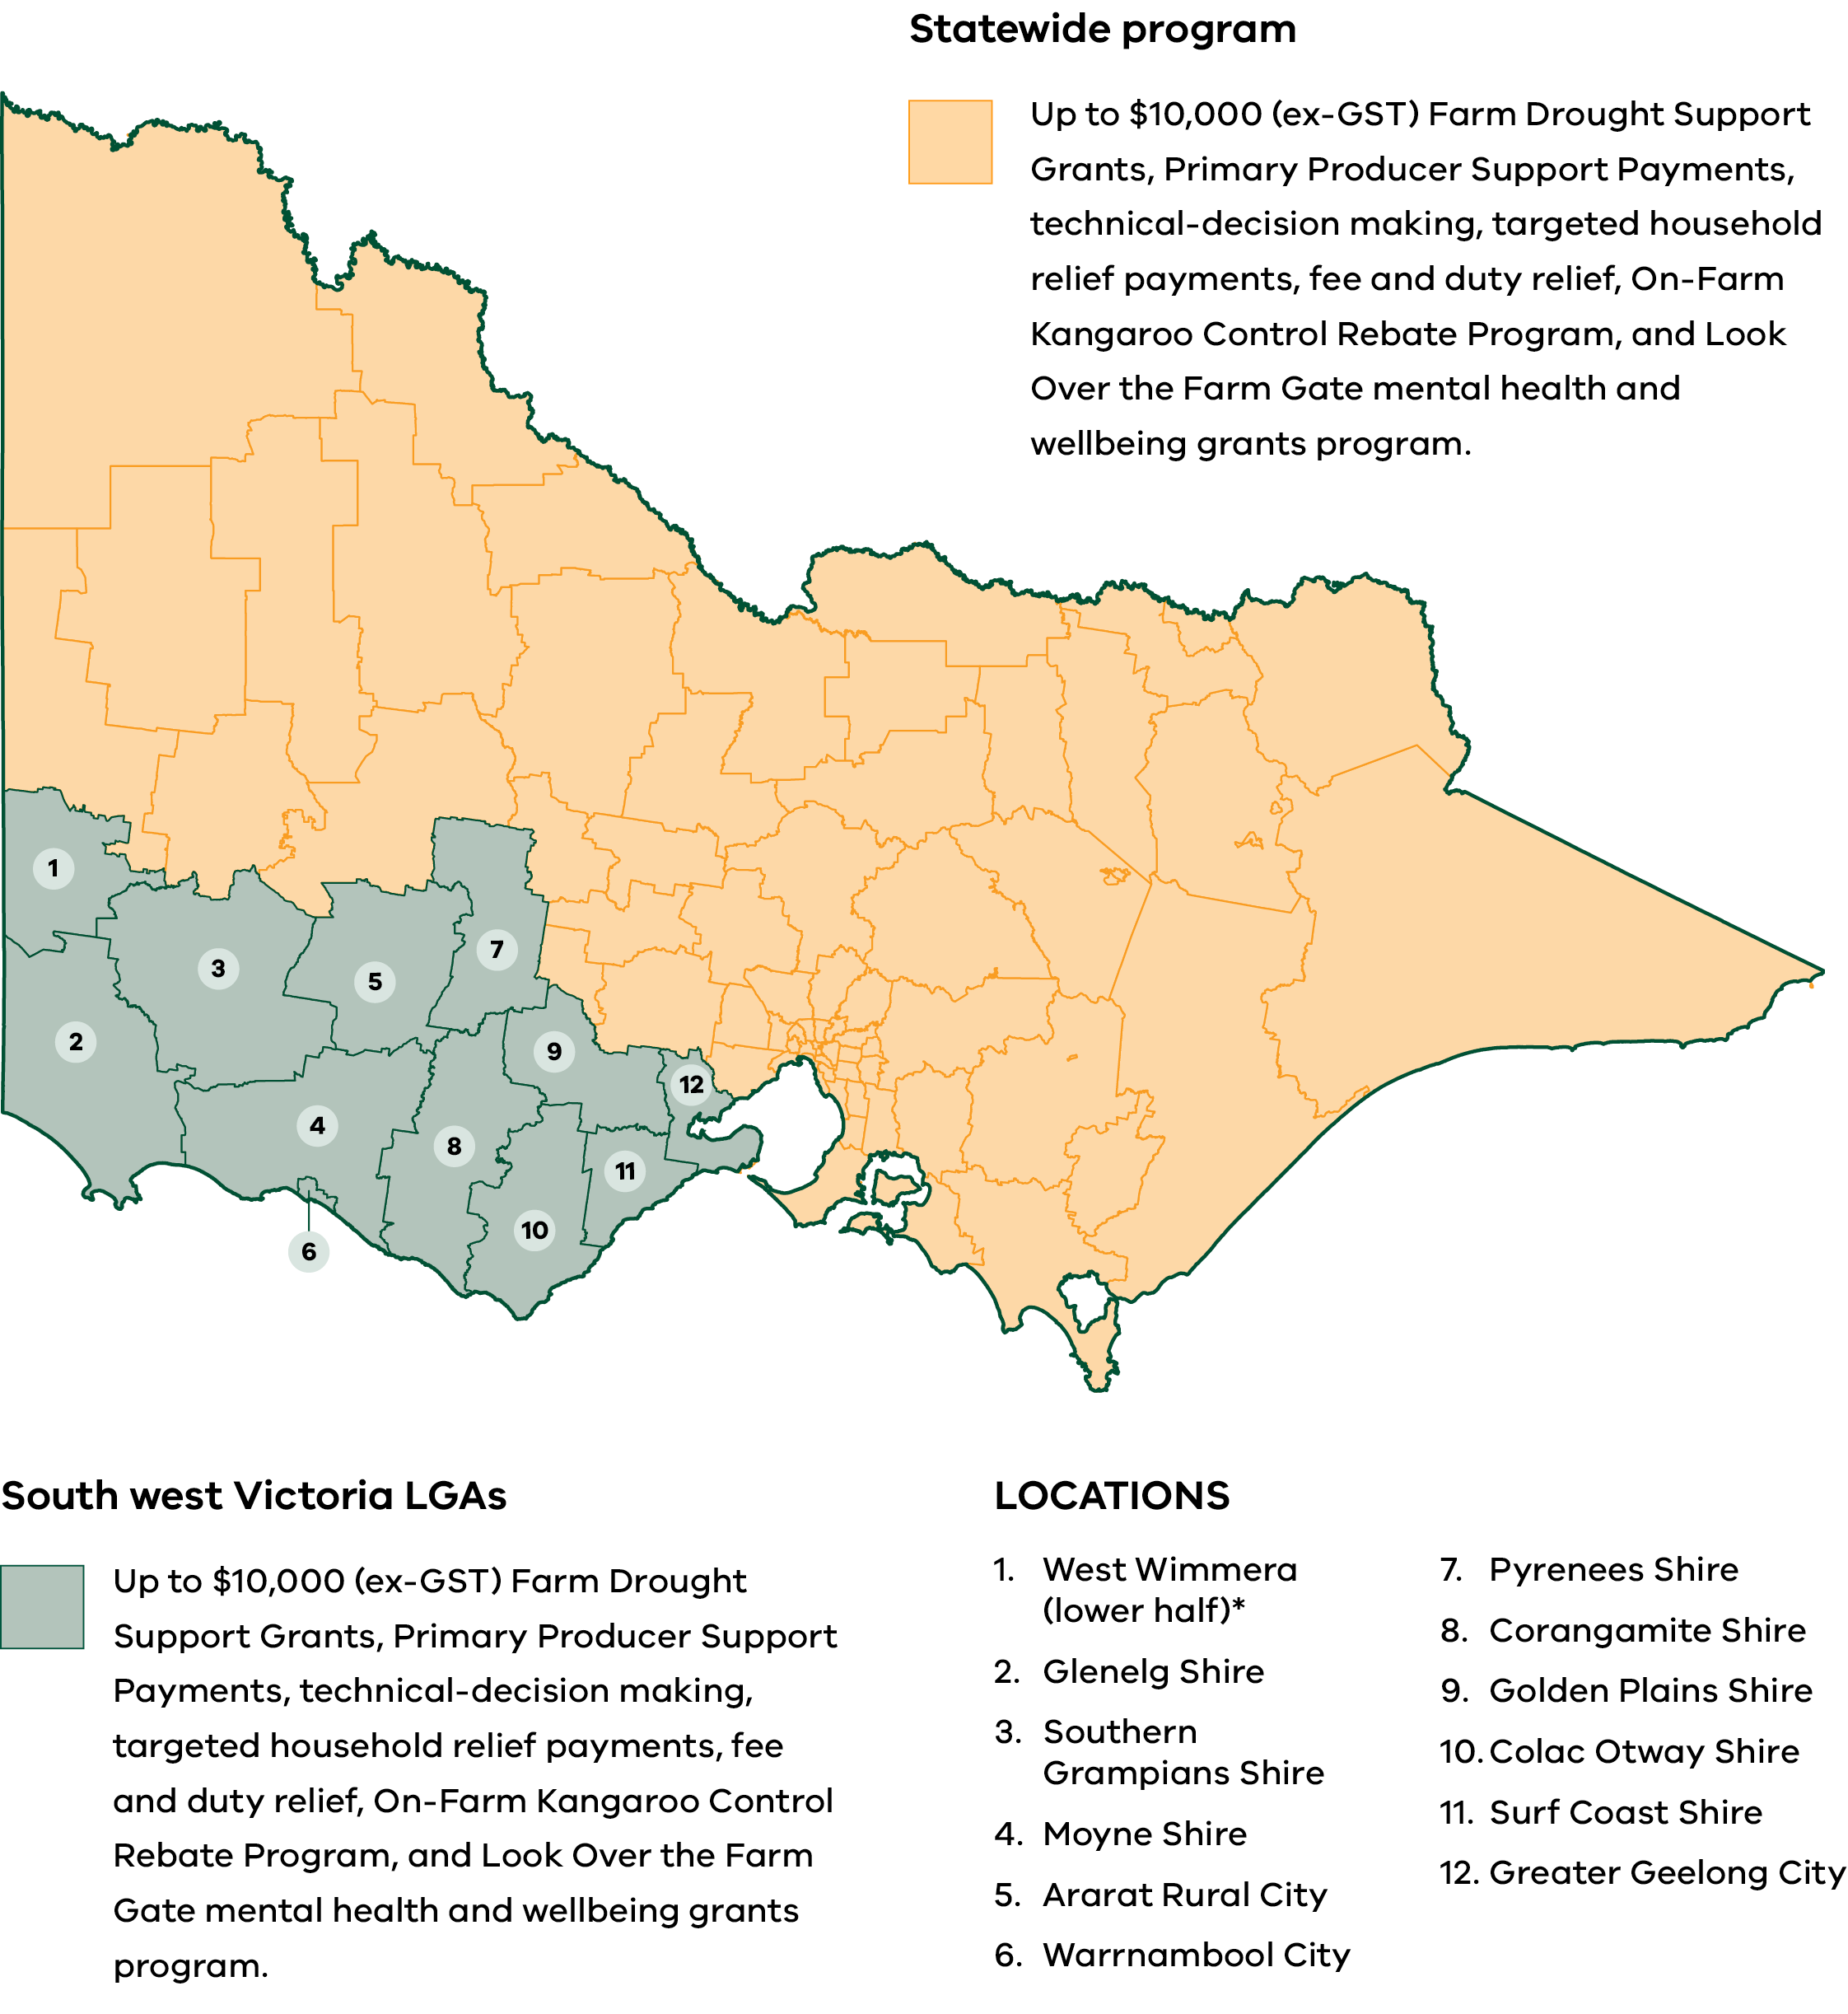 Statewide program
Up to $10,000 (ex-GST) Farm Drought Support
Grants, Primary Producer Support Payments,
technical-decision making, targeted household
relief payments, fee and duty relief, On-Farm
Kangaroo Control Rebate Program, and Look
Over the Farm Gate mental health and
wellbeing grants program.
1
2
3
4
5
6
7
8
9
10
11
12
South west Victoria LGAs
Up to $10,000 (ex-GST) Farm Drought
Support Grants, Primary Producer Support
Payments, technical-decision making,
targeted household relief payments, fee
and duty relief, On-Farm Kangaroo Control
Rebate Program, and Look Over the Farm
Gate mental health and wellbeing grants
program.
LOCATIONS
1. West Wimmera
(lower half)*
2. Glenelg Shire
3. Southern
Grampians Shire
4. Moyne Shire
5. Ararat Rural City
6. Warrnambool City
7. Pyrenees Shire
8. Corangamite Shire
9. Golden Plains Shire
10. Colac Otway Shire
11. Surf Coast Shire
12. Greater Geelong City